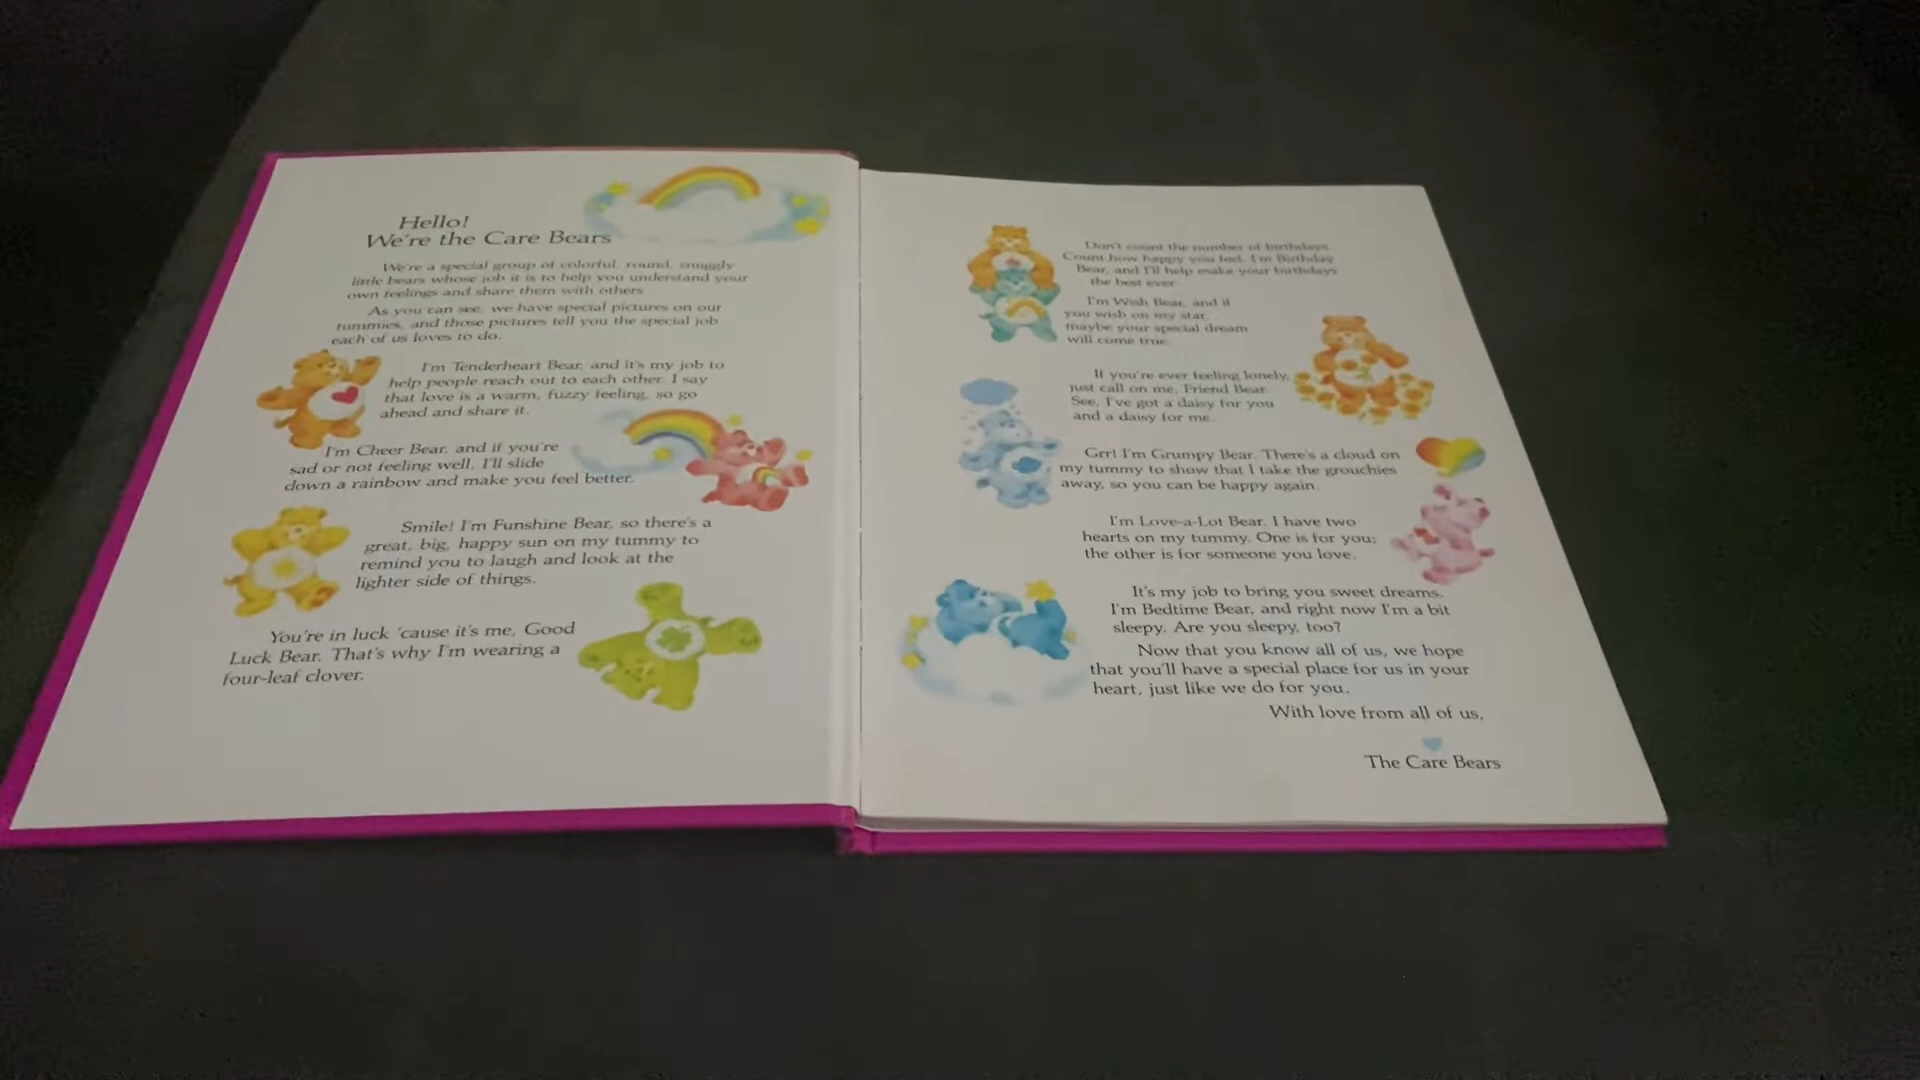 Hello!
We're the Care Bears
We're a special group of colorful, round, snuggly
little bears whose job it is to help you understand your
own feelings and share them with others.
As you can see, we have special pictures on our
tummies, and those pictures tell you the special job
each of us loves to do.
I'm Tenderheart Bear, and it's my job to
help people reach out to each other. I say
that love is a warm, fuzzy feeling, so go
ahead and share it.
I'm Cheer Bear, and if you're
sad or not feeling well, I'll slide
down a rainbow and make you feel better.
Smile! I'm Funshine Bear, so there's a
great, big, happy sun on my tummy to
remind you to laugh and look at the
lighter side of things.
You're in luck 'cause it's me, Good
Luck Bear. That's why I'm wearing a
four-leaf clover.
Don't count the number of birthdays.
Count how happy you feel. I'm Birthday
Bear, and I'll help make your birthdays
the best ever.
I'm Wish Bear, and if
you wish on my star,
maybe your special dream
will come true.
If you're ever feeling lonely,
just call on me, Friend Bear.
See, I've got a daisy for you
and a daisy for me.
Grr! I'm Grumpy Bear. There's a cloud on
my tummy to show that I take the grouchies
away, so you can be happy again.
I'm Love-a-Lot Bear. I have two
hearts on my tummy. One is for you;
the other is for someone you love.
It's my job to bring you sweet dreams.
I'm Bedtime Bear, and right now I'm a bit
sleepy. Are you sleepy, too?
Now that you know all of us, we hope
that you'll have a special place for us in your
heart, just like we do for you.
With love from all of us,
The Care Bears